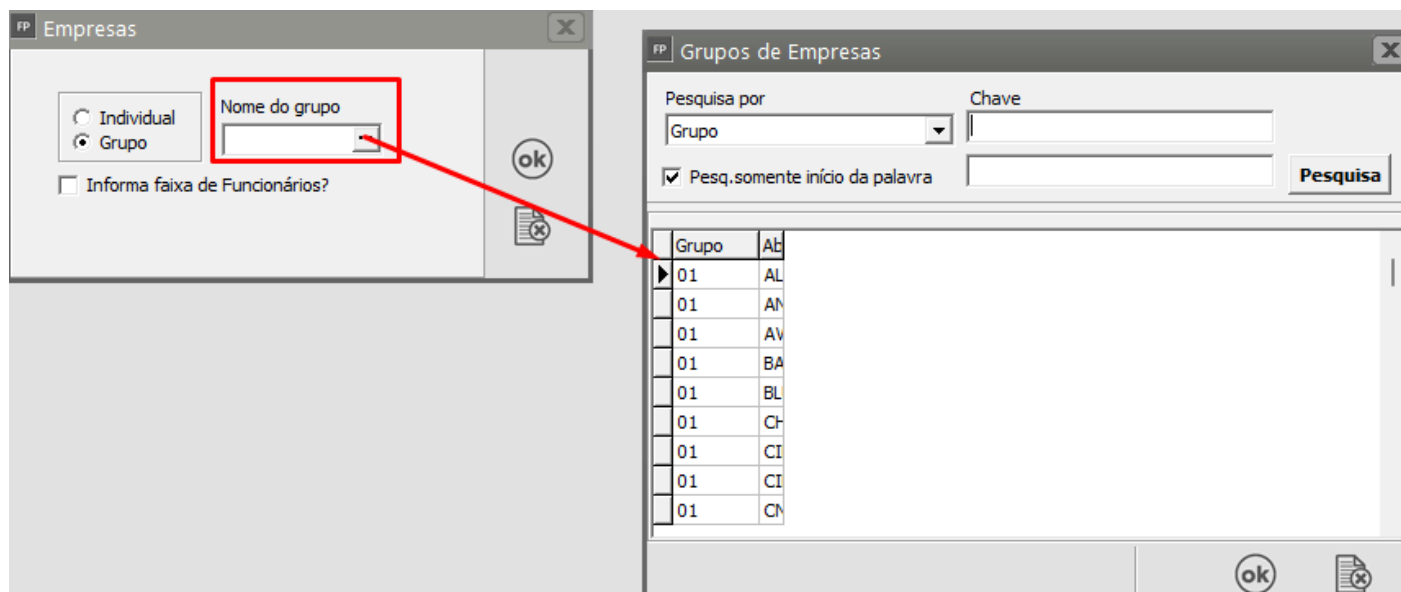 FP Empresas
Individual
Grupo
Nome do grupo
Informa faixa de Funcionários?
ok
FP Grupos de Empresas
Pesquisa por
Chave
Grupo
Pesq.somente início da palavra
Pesquisa
Grupo Ab
01 AL
01 AN
01 AV
01 BA
01 BL
01 CH
01 CI
01 CI
01 CN
ok